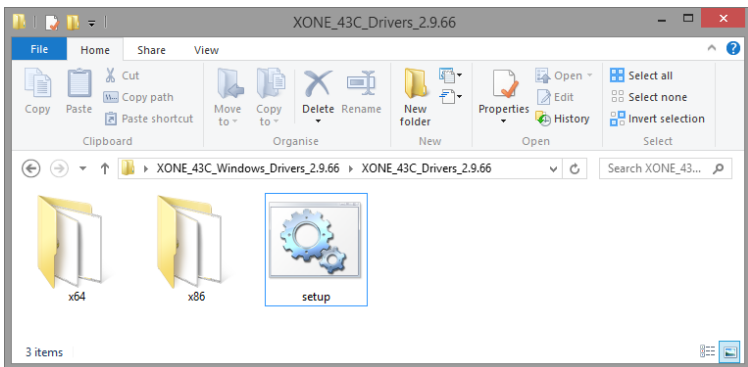 XONE_43C_Drivers_2.9.66
File Home Share View
Copy
Paste
Cut
Copy path
Paste shortcut
Clipboard
Move to
Copy to
Delete
Rename
Organise
New folder
New
Properties
Open
Edit
History
Open
Select all
Select none
Invert selection
Select
XONE_43C_Windows_Drivers_2.9.66 XONE_43C_Drivers_2.9.66
Search XONE_43...
x64
x86
setup
3 items